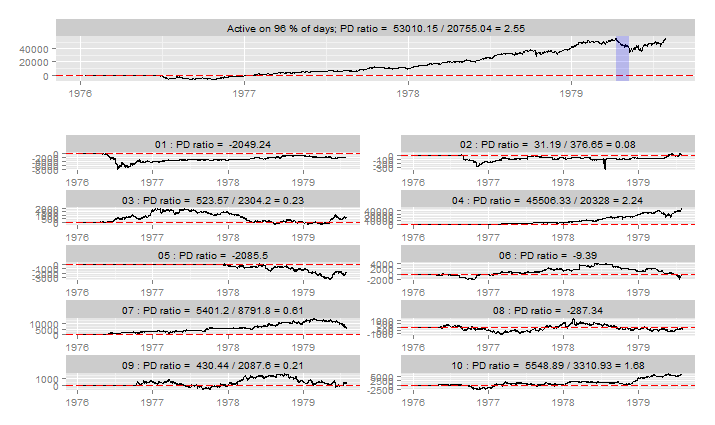 Active on 96 % of days; PD ratio = 53010.15 / 20755.04 = 2.55
40000
20000
0
1976 1977 1978 1979
01 : PD ratio = -2049.24
02 : PD ratio = 31.19 / 376.65 = 0.08
1976 1977 1978 1979
1976 1977 1978 1979
03 : PD ratio = 523.57 / 2304.2 = 0.23
04 : PD ratio = 45506.33 / 20328 = 2.24
1976 1977 1978 1979
1976 1977 1978 1979
05 : PD ratio = -2085.5
06 : PD ratio = -9.39
4000
2000
0
-2000
1976 1977 1978 1979
1976 1977 1978 1979
07 : PD ratio = 5401.2 / 8791.8 = 0.61
08 : PD ratio = -287.34
10000
5000
0
1976 1977 1978 1979
1976 1977 1978 1979
09 : PD ratio = 430.44 / 2087.6 = 0.21
10 : PD ratio = 5548.89 / 3310.93 = 1.68
1000
0
5000
2500
0
-2500
1976 1977 1978 1979
1976 1977 1978 1979